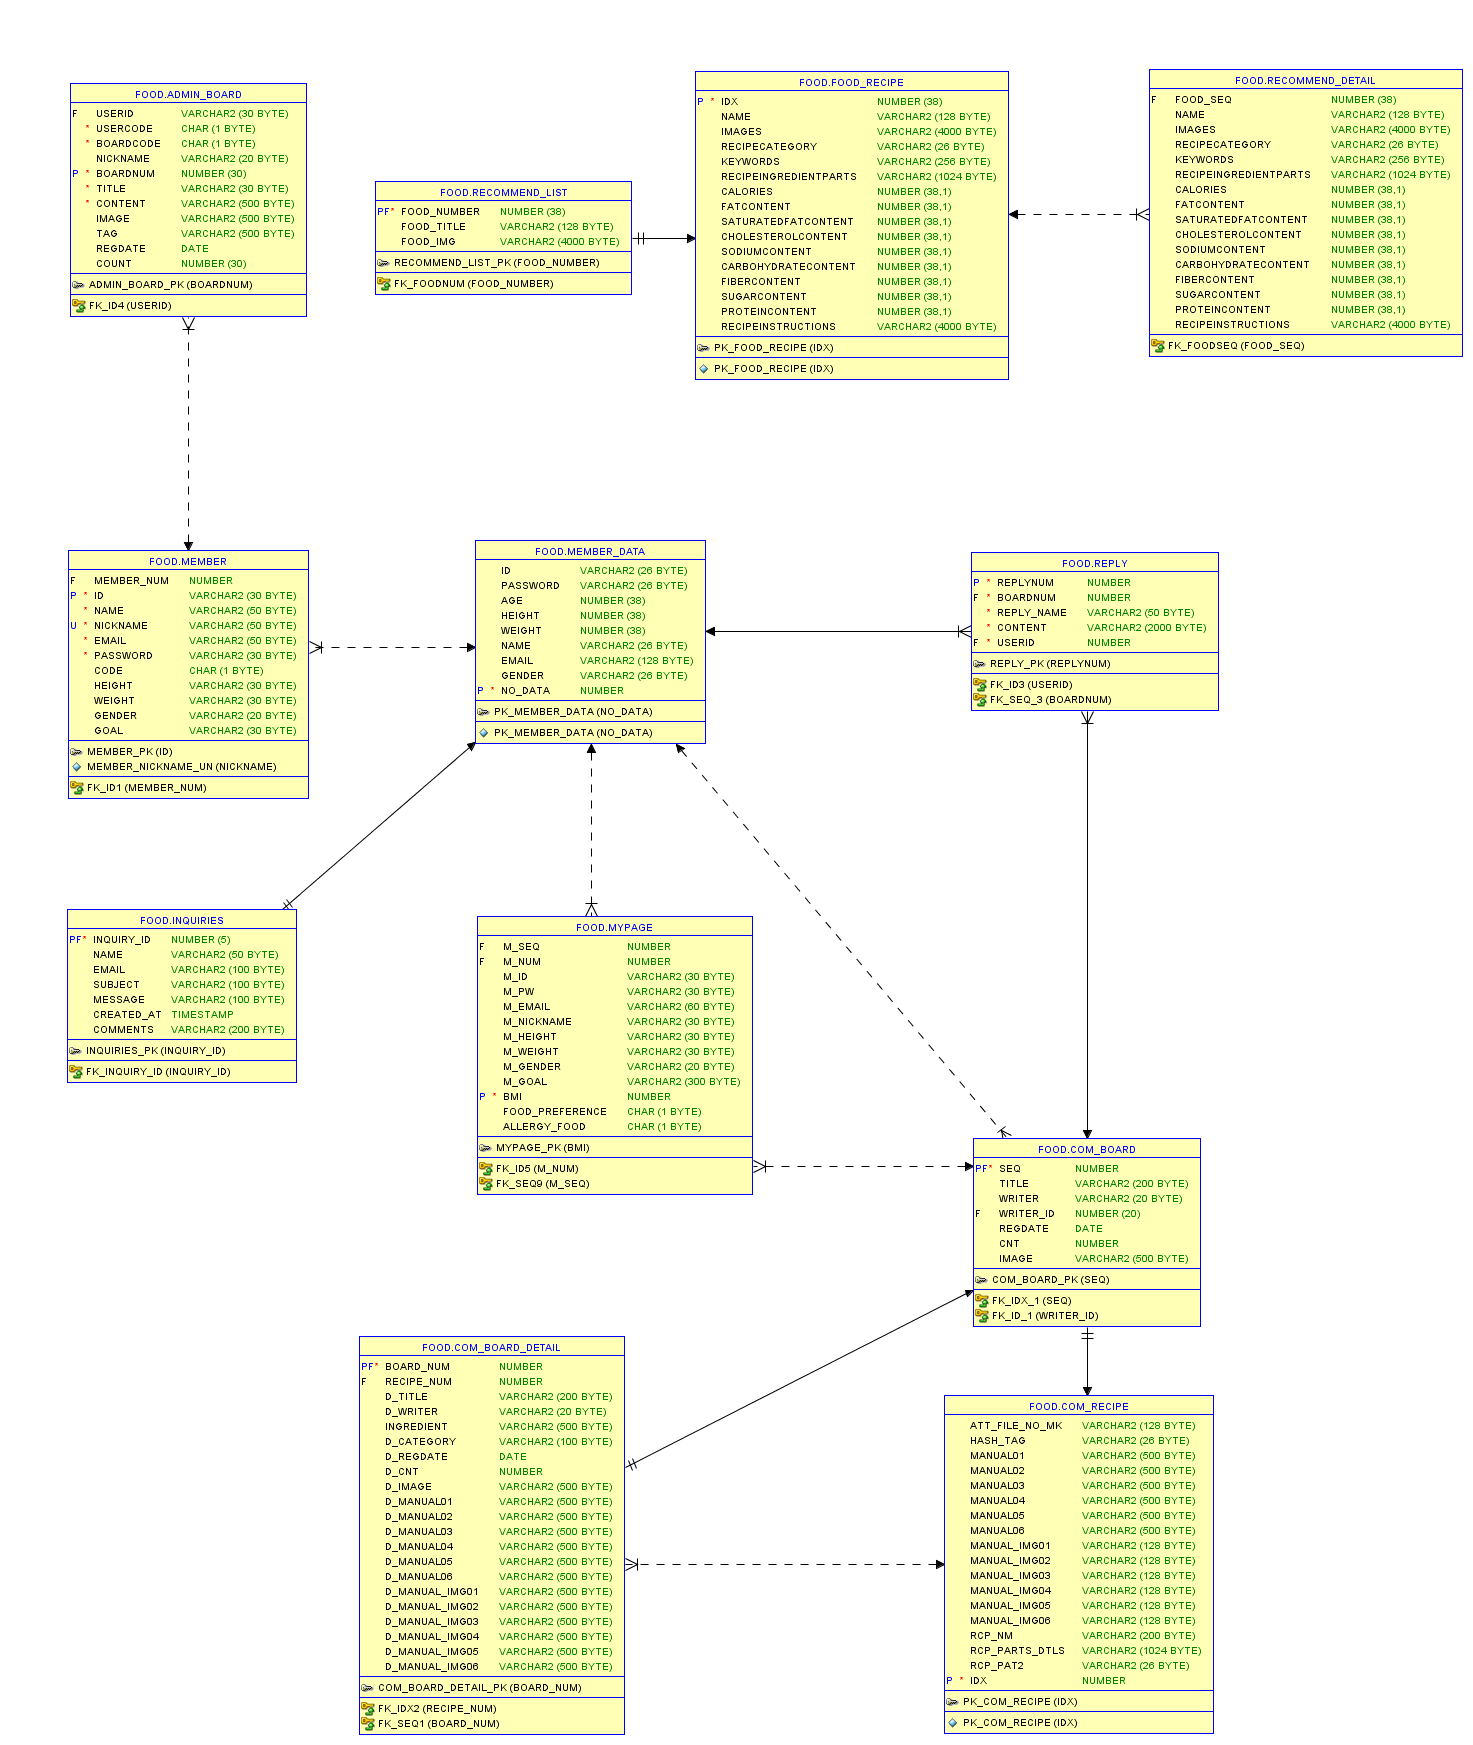 FOOD.ADMIN_BOARD
F USERID VARCHAR2 (30 BYTE)
* USERCODE CHAR (1 BYTE)
* BOARDCODE CHAR (1 BYTE)
NICKNAME VARCHAR2 (20 BYTE)
P * BOARDNUM NUMBER (30)
* TITLE VARCHAR2 (30 BYTE)
* CONTENT VARCHAR2 (500 BYTE)
IMAGE VARCHAR2 (500 BYTE)
TAG VARCHAR2 (500 BYTE)
REGDATE DATE
COUNT NUMBER (30)
ADMIN_BOARD_PK (BOARDNUM)
FK_ID4 (USERID)
FOOD.RECOMMEND_LIST
PF* FOOD_NUMBER NUMBER (38)
FOOD_TITLE VARCHAR2 (128 BYTE)
FOOD_IMG VARCHAR2 (4000 BYTE)
RECOMMEND_LIST_PK (FOOD_NUMBER)
FK_FOODNUM (FOOD_NUMBER)
FOOD.FOOD_RECIPE
P * IDX NUMBER (38)
NAME VARCHAR2 (128 BYTE)
IMAGES VARCHAR2 (4000 BYTE)
RECIPECATEGORY VARCHAR2 (26 BYTE)
KEYWORDS VARCHAR2 (256 BYTE)
RECIPEINGREDIENTPARTS VARCHAR2 (1024 BYTE)
CALORIES NUMBER (38,1)
FATCONTENT NUMBER (38,1)
SATURATEDFATCONTENT NUMBER (38,1)
CHOLESTEROLCONTENT NUMBER (38,1)
SODIUMCONTENT NUMBER (38,1)
CARBOHYDRATECONTENT NUMBER (38,1)
FIBERCONTENT NUMBER (38,1)
SUGARCONTENT NUMBER (38,1)
PROTEINCONTENT NUMBER (38,1)
RECIPEINSTRUCTIONS VARCHAR2 (4000 BYTE)
PK_FOOD_RECIPE (IDX)
PK_FOOD_RECIPE (IDX)
FOOD.RECOMMEND_DETAIL
F FOOD_SEQ NUMBER (38)
NAME VARCHAR2 (128 BYTE)
IMAGES VARCHAR2 (4000 BYTE)
RECIPECATEGORY VARCHAR2 (26 BYTE)
KEYWORDS VARCHAR2 (256 BYTE)
RECIPEINGREDIENTPARTS VARCHAR2 (1024 BYTE)
CALORIES NUMBER (38,1)
FATCONTENT NUMBER (38,1)
SATURATEDFATCONTENT NUMBER (38,1)
CHOLESTEROLCONTENT NUMBER (38,1)
SODIUMCONTENT NUMBER (38,1)
CARBOHYDRATECONTENT NUMBER (38,1)
FIBERCONTENT NUMBER (38,1)
SUGARCONTENT NUMBER (38,1)
PROTEINCONTENT NUMBER (38,1)
RECIPEINSTRUCTIONS VARCHAR2 (4000 BYTE)
FK_FOODSEQ (FOOD_SEQ)
FOOD.MEMBER
F MEMBER_NUM NUMBER
P * ID VARCHAR2 (30 BYTE)
* NAME VARCHAR2 (50 BYTE)
U * NICKNAME VARCHAR2 (50 BYTE)
* EMAIL VARCHAR2 (50 BYTE)
* PASSWORD VARCHAR2 (30 BYTE)
CODE CHAR (1 BYTE)
HEIGHT VARCHAR2 (30 BYTE)
WEIGHT VARCHAR2 (30 BYTE)
GENDER VARCHAR2 (20 BYTE)
GOAL VARCHAR2 (30 BYTE)
MEMBER_PK (ID)
MEMBER_NICKNAME_UN (NICKNAME)
FK_ID1 (MEMBER_NUM)
FOOD.MEMBER_DATA
ID VARCHAR2 (26 BYTE)
PASSWORD VARCHAR2 (26 BYTE)
AGE NUMBER (38)
HEIGHT NUMBER (38)
WEIGHT NUMBER (38)
NAME VARCHAR2 (26 BYTE)
EMAIL VARCHAR2 (128 BYTE)
GENDER VARCHAR2 (26 BYTE)
P * NO_DATA NUMBER
PK_MEMBER_DATA (NO_DATA)
PK_MEMBER_DATA (NO_DATA)
FOOD.REPLY
P * REPLYNUM NUMBER
F * BOARDNUM NUMBER
* REPLY_NAME VARCHAR2 (50 BYTE)
* CONTENT VARCHAR2 (2000 BYTE)
F * USERID NUMBER
REPLY_PK (REPLYNUM)
FK_ID3 (USERID)
FK_SEQ_3 (BOARDNUM)
FOOD.INQUIRIES
PF* INQUIRY_ID NUMBER (5)
NAME VARCHAR2 (50 BYTE)
EMAIL VARCHAR2 (100 BYTE)
SUBJECT VARCHAR2 (100 BYTE)
MESSAGE VARCHAR2 (100 BYTE)
CREATED_AT TIMESTAMP
COMMENTS VARCHAR2 (200 BYTE)
INQUIRIES_PK (INQUIRY_ID)
FK_INQUIRY_ID (INQUIRY_ID)
FOOD.MYPAGE
F M_SEQ NUMBER
F M_NUM NUMBER
M_ID VARCHAR2 (30 BYTE)
M_PW VARCHAR2 (30 BYTE)
M_EMAIL VARCHAR2 (60 BYTE)
M_NICKNAME VARCHAR2 (30 BYTE)
M_HEIGHT VARCHAR2 (30 BYTE)
M_WEIGHT VARCHAR2 (30 BYTE)
M_GENDER VARCHAR2 (20 BYTE)
M_GOAL VARCHAR2 (300 BYTE)
P * BMI NUMBER
FOOD_PREFERENCE CHAR (1 BYTE)
ALLERGY_FOOD CHAR (1 BYTE)
MYPAGE_PK (BMI)
FK_ID5 (M_NUM)
FK_SEQ9 (M_SEQ)
FOOD.COM_BOARD
PF* SEQ NUMBER
TITLE VARCHAR2 (200 BYTE)
WRITER VARCHAR2 (20 BYTE)
F WRITER_ID NUMBER (20)
REGDATE DATE
CNT NUMBER
IMAGE VARCHAR2 (500 BYTE)
COM_BOARD_PK (SEQ)
FK_IDX_1 (SEQ)
FK_ID_1 (WRITER_ID)
FOOD.COM_BOARD_DETAIL
PF* BOARD_NUM NUMBER
F RECIPE_NUM NUMBER
D_TITLE VARCHAR2 (200 BYTE)
D_WRITER VARCHAR2 (20 BYTE)
INGREDIENT VARCHAR2 (500 BYTE)
D_CATEGORY VARCHAR2 (100 BYTE)
D_REGDATE DATE
D_CNT NUMBER
D_IMAGE VARCHAR2 (500 BYTE)
D_MANUAL01 VARCHAR2 (500 BYTE)
D_MANUAL02 VARCHAR2 (500 BYTE)
D_MANUAL03 VARCHAR2 (500 BYTE)
D_MANUAL04 VARCHAR2 (500 BYTE)
D_MANUAL05 VARCHAR2 (500 BYTE)
D_MANUAL06 VARCHAR2 (500 BYTE)
D_MANUAL_IMG01 VARCHAR2 (500 BYTE)
D_MANUAL_IMG02 VARCHAR2 (500 BYTE)
D_MANUAL_IMG03 VARCHAR2 (500 BYTE)
D_MANUAL_IMG04 VARCHAR2 (500 BYTE)
D_MANUAL_IMG05 VARCHAR2 (500 BYTE)
D_MANUAL_IMG06 VARCHAR2 (500 BYTE)
COM_BOARD_DETAIL_PK (BOARD_NUM)
FK_IDX2 (RECIPE_NUM)
FK_SEQ1 (BOARD_NUM)
FOOD.COM_RECIPE
ATT_FILE_NO_MK VARCHAR2 (128 BYTE)
HASH_TAG VARCHAR2 (26 BYTE)
MANUAL01 VARCHAR2 (500 BYTE)
MANUAL02 VARCHAR2 (500 BYTE)
MANUAL03 VARCHAR2 (500 BYTE)
MANUAL04 VARCHAR2 (500 BYTE)
MANUAL05 VARCHAR2 (500 BYTE)
MANUAL06 VARCHAR2 (500 BYTE)
MANUAL_IMG01 VARCHAR2 (128 BYTE)
MANUAL_IMG02 VARCHAR2 (128 BYTE)
MANUAL_IMG03 VARCHAR2 (128 BYTE)
MANUAL_IMG04 VARCHAR2 (128 BYTE)
MANUAL_IMG05 VARCHAR2 (128 BYTE)
MANUAL_IMG06 VARCHAR2 (128 BYTE)
RCP_NM VARCHAR2 (200 BYTE)
RCP_PARTS_DTLS VARCHAR2 (1024 BYTE)
RCP_PAT2 VARCHAR2 (26 BYTE)
P * IDX NUMBER
PK_COM_RECIPE (IDX)
PK_COM_RECIPE (IDX)